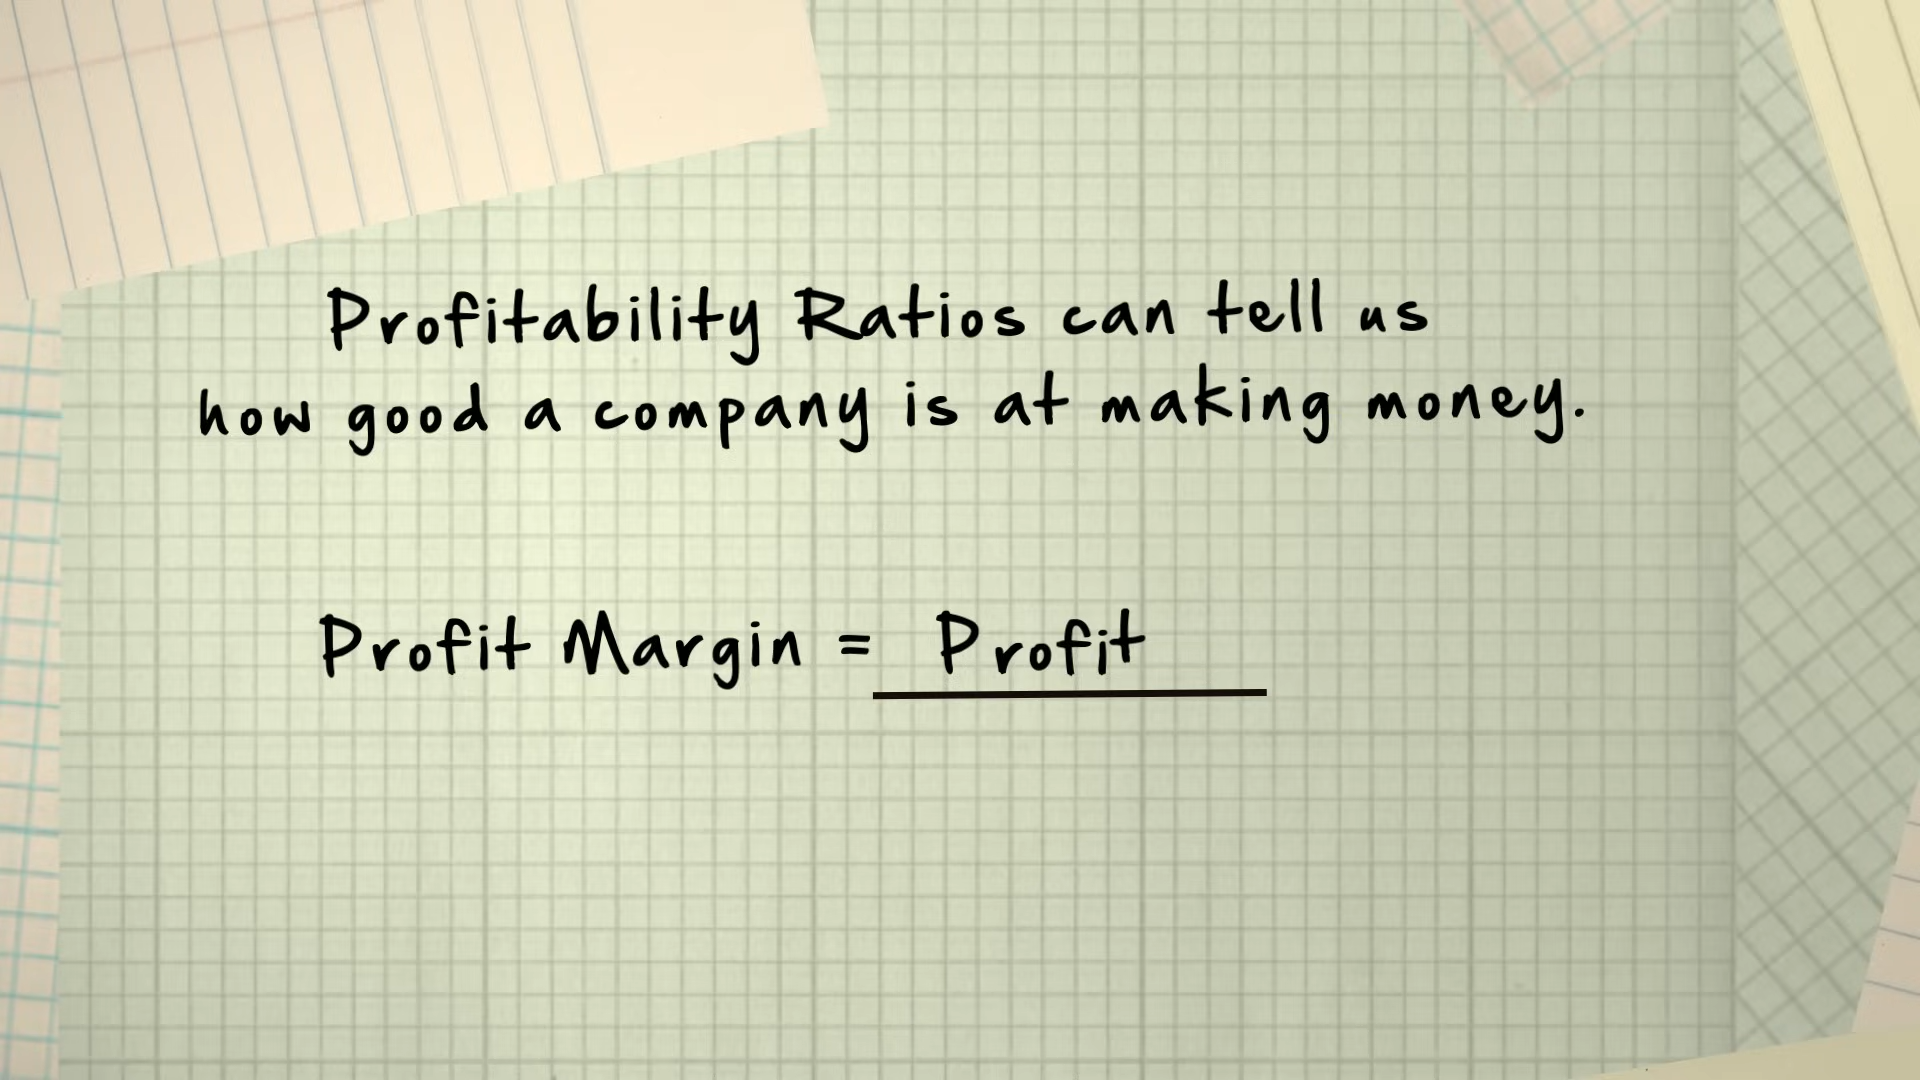 Profitability Ratios can tell us
how good a company is at making money.
Profit Margin = Profit